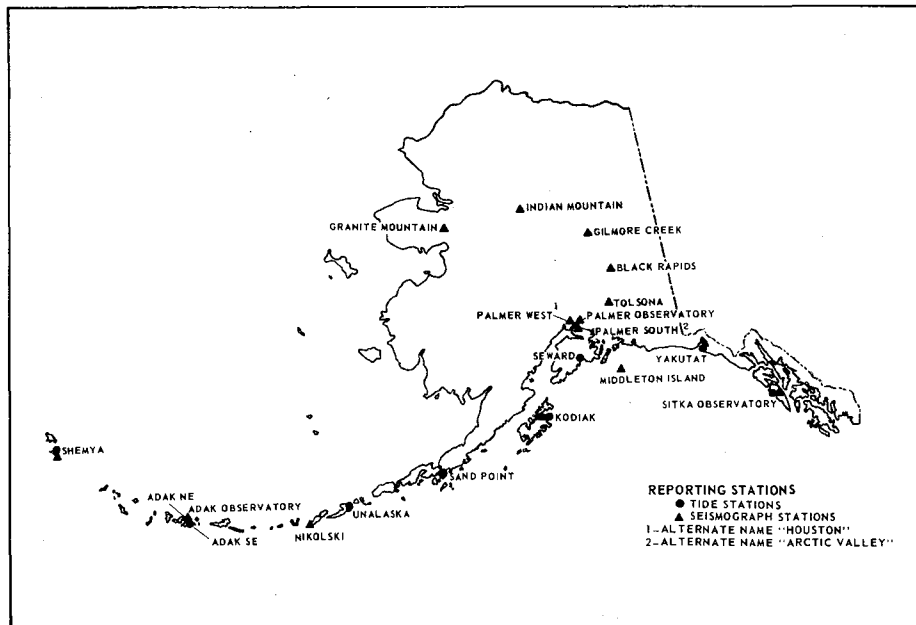 INDIAN MOUNTAIN
GRANITE MOUNTAIN
GILMORE CREEK
BLACK RAPIDS
TOLSONA
1
PALMER WEST
PALMER OBSERVATORY
PALMER SOUTH 2
SEWARD
YAKUTAT
MIDDLETON ISLAND
SITKA OBSERVATORY
KODIAK
SHEMYA
SAND POINT
ADAK NE
ADAK OBSERVATORY
UNALASKA
ADAK SE
NIKOLSKI
REPORTING STATIONS
TIDE STATIONS
SEISMOGRAPH STATIONS
1-ALTERNATE NAME "HOUSTON"
2-ALTERNATE NAME "ARCTIC VALLEY"